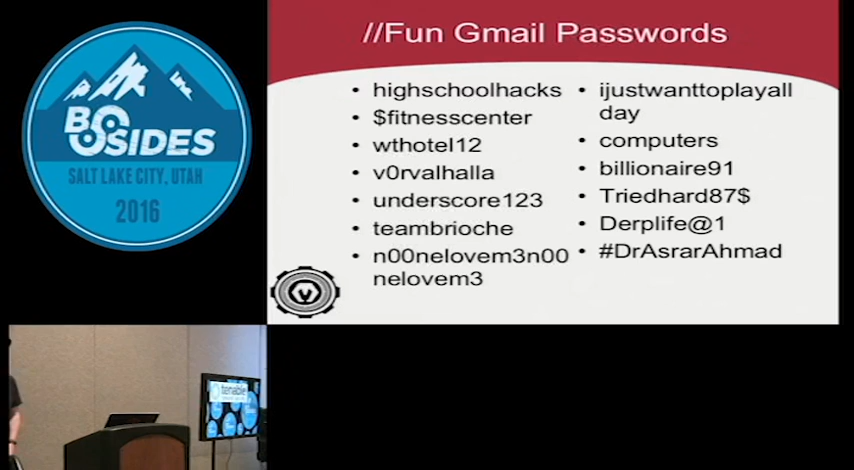 //Fun Gmail Passwords
• highschoolhacks
• $fitnesscenter
• wthotel12
• v0rvalhalla
• underscore123
• teambrioche
• n00nelovem3n00
nelovem3
• ijustwanttoplayall
day
• computers
• billionaire91
• Triedhard87$
• Derplife@1
• #DrAsrarAhmad
BSIDES
SALT LAKE CITY, UTAH
2016
tenable